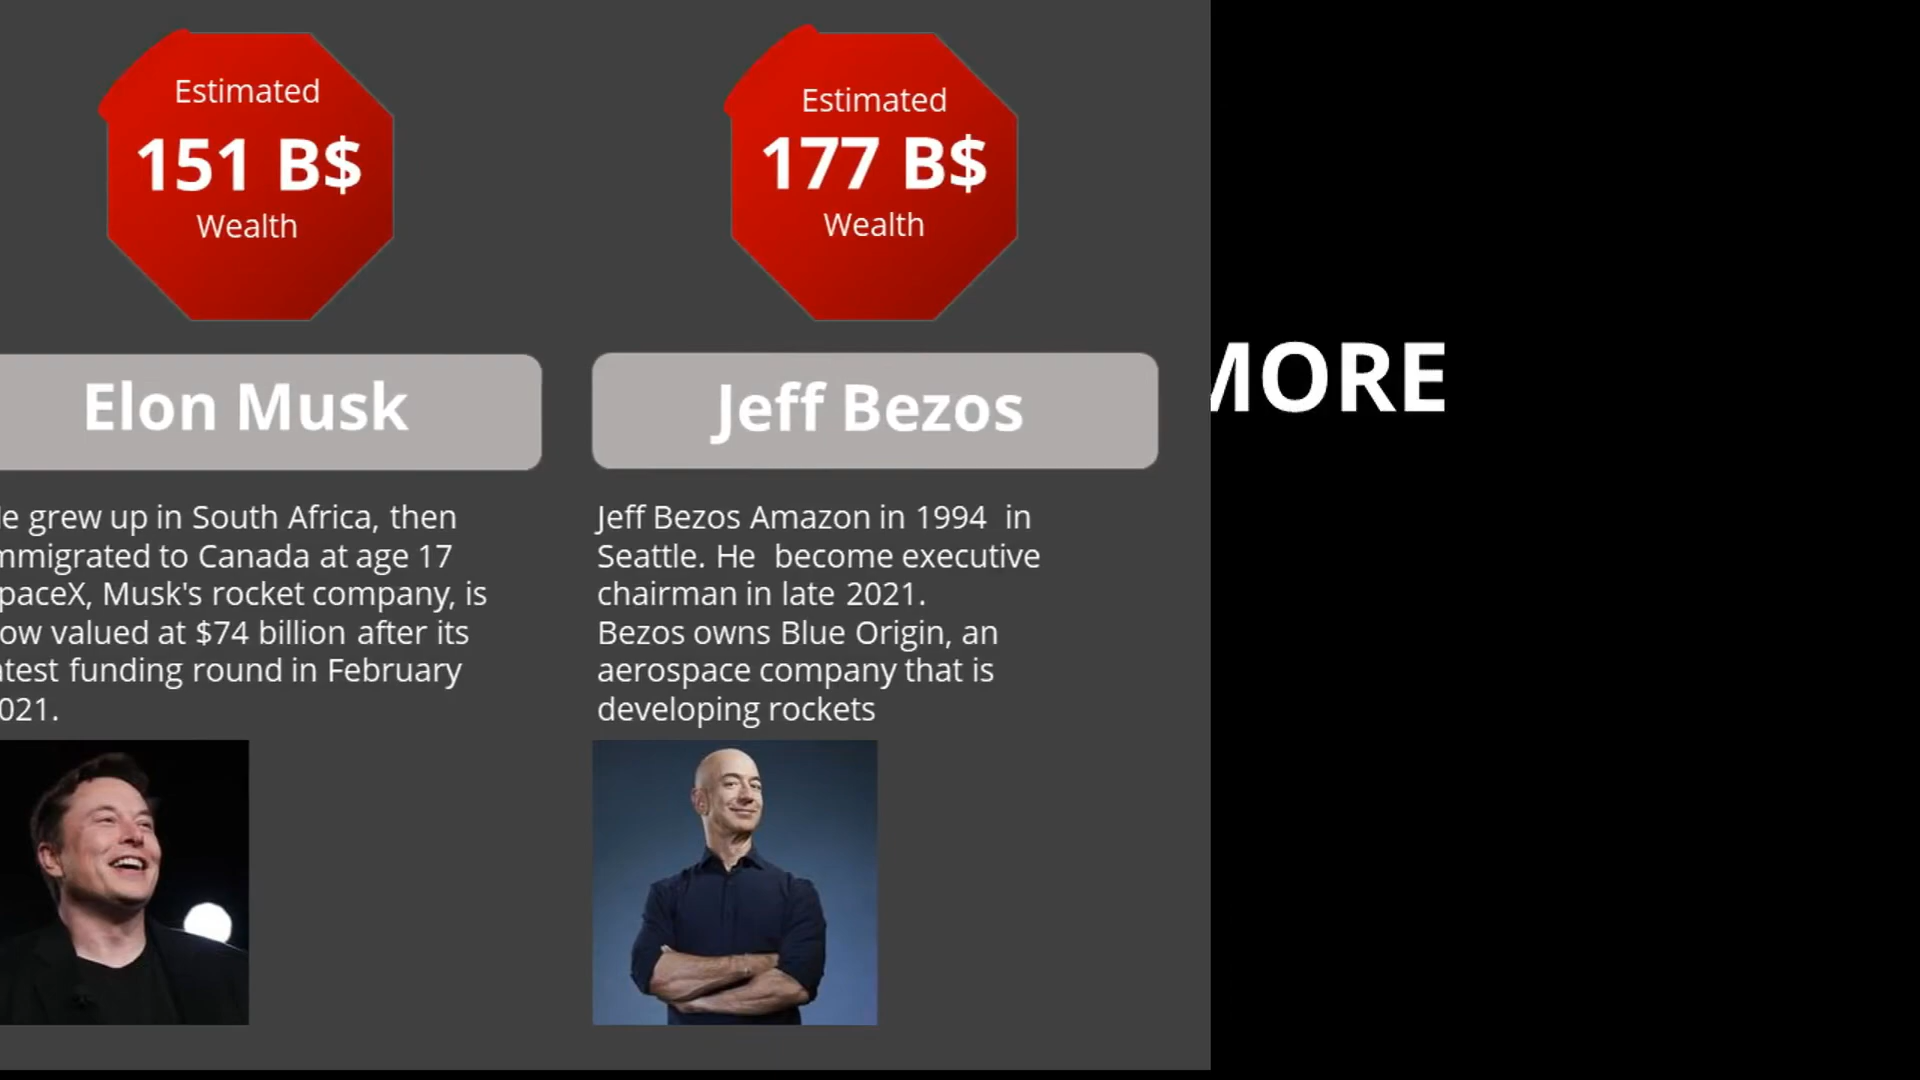 Estimated
151 B$
Wealth
Estimated
177 B$
Wealth
MORE
Elon Musk
Jeff Bezos
e grew up in South Africa, then
mmigrated to Canada at age 17
paceX, Musk's rocket company, is
ow valued at $74 billion after its
atest funding round in February
021.
Jeff Bezos Amazon in 1994  in
Seattle. He  become executive
chairman in late 2021.
Bezos owns Blue Origin, an
aerospace company that is
developing rockets